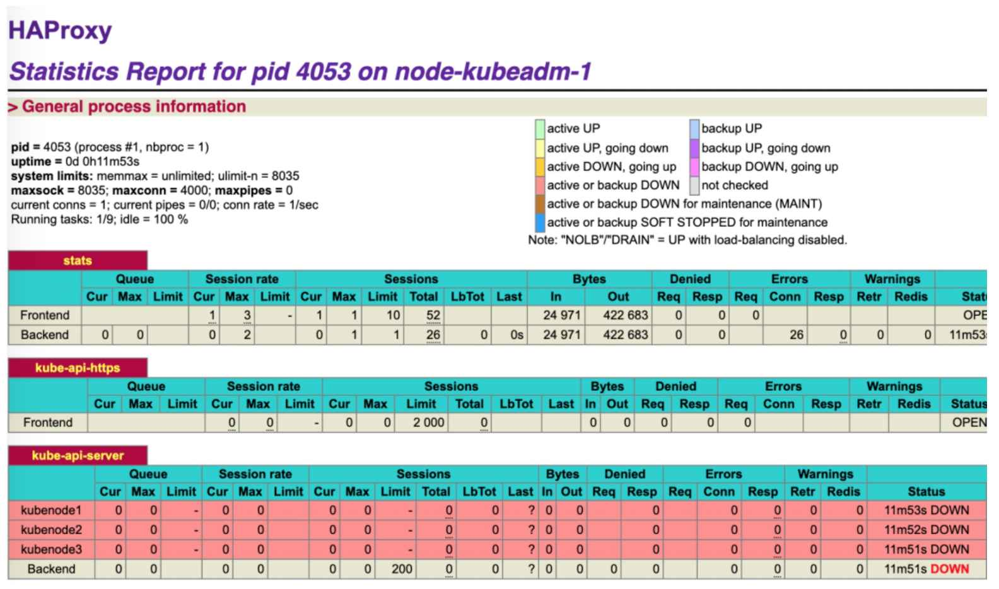 HAProxy
Statistics Report for pid 4053 on node-kubeadm-1
> General process information
pid = 4053 (process #1, nbproc = 1)
uptime = 0d 0h11m53s
system limits: memmax = unlimited; ulimit-n = 8035
maxsock = 8035; maxconn = 4000; maxpipes = 0
current conns = 1; current pipes = 0/0; conn rate = 1/sec
Running tasks: 1/9; idle = 100 %
active UP backup UP
active UP, going down backup UP, going down
active DOWN, going up backup DOWN, going up
active or backup DOWN not checked
active or backup DOWN for maintenance (MAINT)
active or backup SOFT STOPPED for maintenance
Note: "NOLB"/"DRAIN" = UP with load-balancing disabled.
stats
Queue Session rate Sessions Bytes Denied Errors Warnings
Cur Max Limit Cur Max Limit Cur Max Limit Total LbTot Last In Out Req Resp Req Conn Resp Retr Redis Stat
Frontend 1 3 - 1 1 10 52 24 971 422 683 0 0 0 OPE
Backend 0 0 0 2 0 1 1 26 0 0s 24 971 422 683 0 0 26 0 0 0 11m53s
kube-api-https
Queue Session rate Sessions Bytes Denied Errors Warnings
Cur Max Limit Cur Max Limit Cur Max Limit Total LbTot Last In Out Req Resp Req Conn Resp Retr Redis Status
Frontend 0 0 - 0 0 2 000 0 0 0 0 0 0 OPEN
kube-api-server
Queue Session rate Sessions Bytes Denied Errors Warnings
Cur Max Limit Cur Max Limit Cur Max Limit Total LbTot Last In Out Req Resp Req Conn Resp Retr Redis Status
kubenode1 0 0 - 0 0 0 0 - 0 0 ? 0 0 0 0 0 0 0 11m53s DOWN
kubenode2 0 0 - 0 0 0 0 - 0 0 ? 0 0 0 0 0 0 0 11m52s DOWN
kubenode3 0 0 - 0 0 0 0 - 0 0 ? 0 0 0 0 0 0 0 11m51s DOWN
Backend 0 0 0 0 0 0 200 0 0 ? 0 0 0 0 0 0 0 0 11m51s DOWN